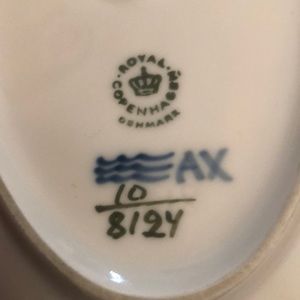 ROYAL COPENHAGEN
DENMARK
AX
10
8124